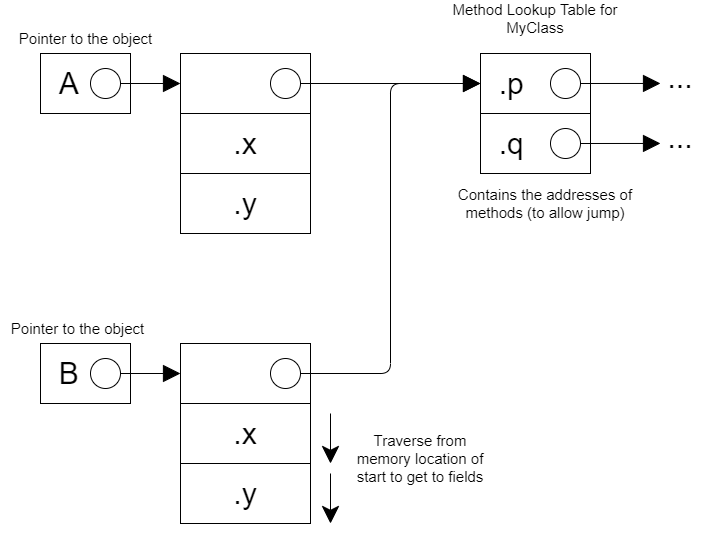 Method Lookup Table for
MyClass
Pointer to the object
A
.p
...
.x
.q
...
.y
Contains the addresses of
methods (to allow jump)
Pointer to the object
B
.x
Traverse from
memory location of
start to get to fields
.y